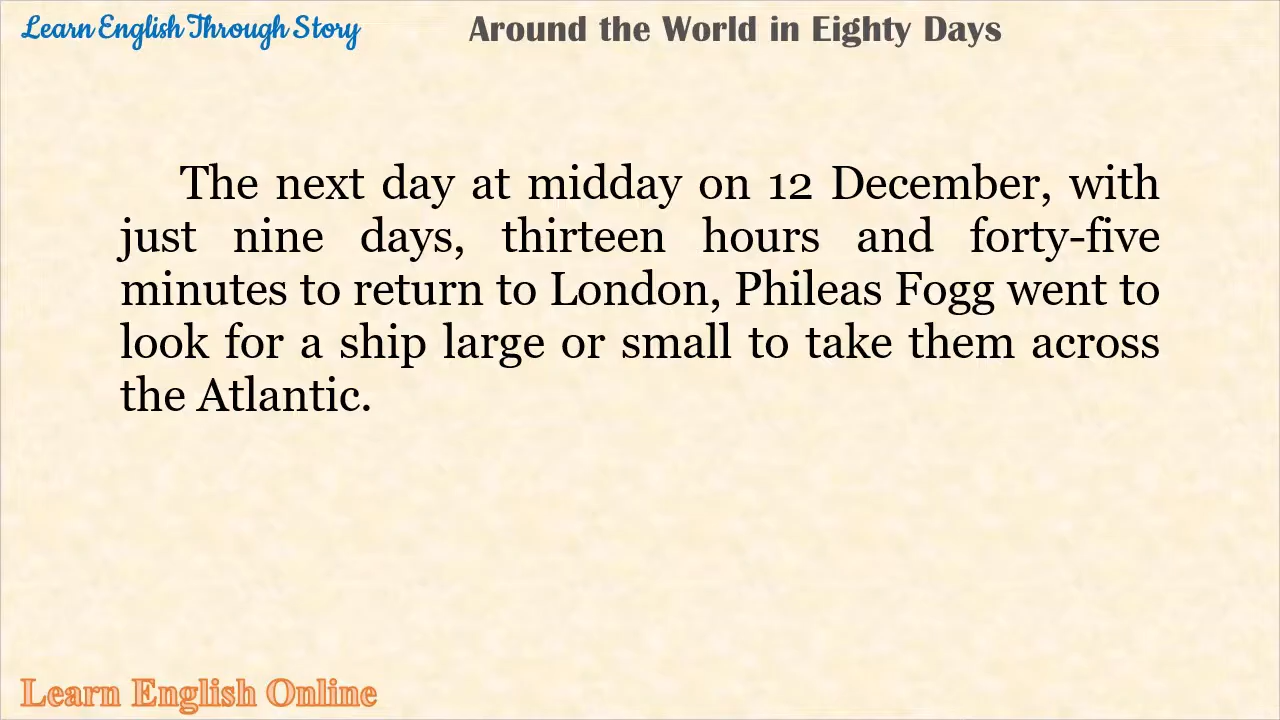 Learn English Through Story
Around the World in Eighty Days
The next day at midday on 12 December, with
just nine days, thirteen hours and forty-five
minutes to return to London, Phileas Fogg went to
look for a ship large or small to take them across
the Atlantic.
Learn English Online